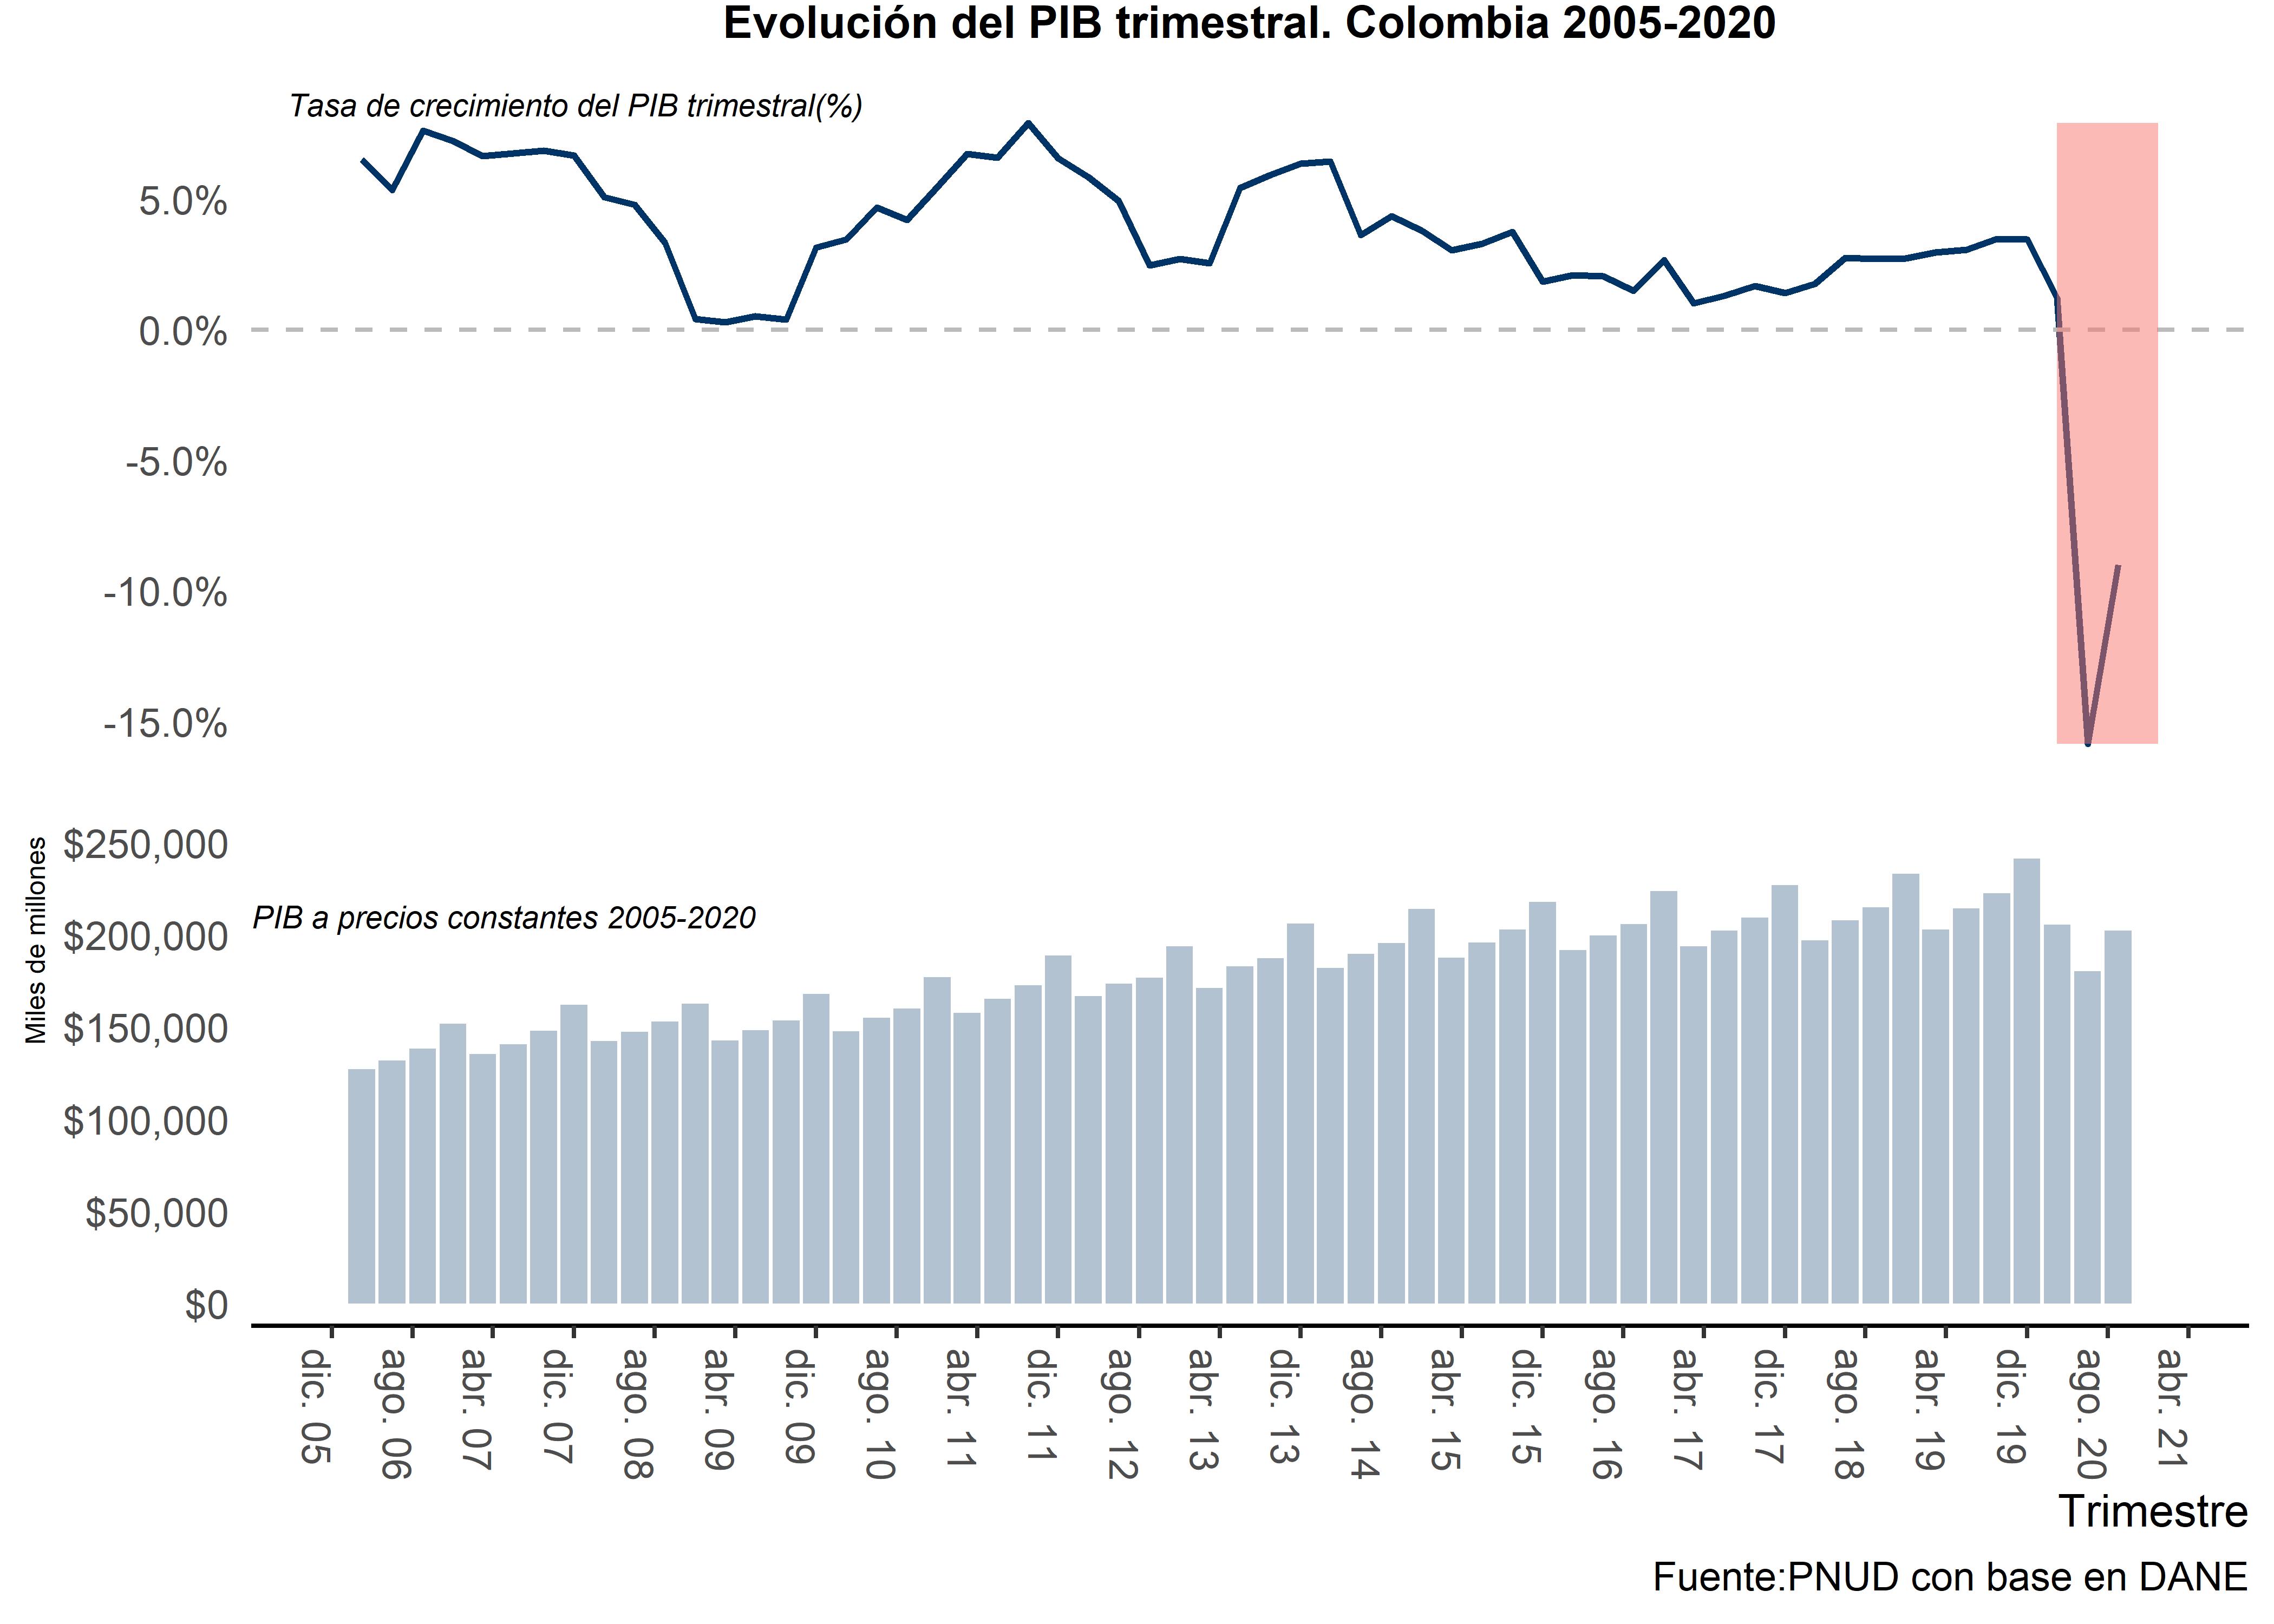 Evolución del PIB trimestral. Colombia 2005-2020
Tasa de crecimiento del PIB trimestral(%)
5.0%
0.0%
-5.0%
-10.0%
-15.0%
Miles de millones
$250,000
PIB a precios constantes 2005-2020
$200,000
$150,000
$100,000
$50,000
$0
dic. 05
ago. 06
abr. 07
dic. 07
ago. 08
abr. 09
dic. 09
ago. 10
abr. 11
dic. 11
ago. 12
abr. 13
dic. 13
ago. 14
abr. 15
dic. 15
ago. 16
abr. 17
dic. 17
ago. 18
abr. 19
dic. 19
ago. 20
abr. 21
Trimestre
Fuente:PNUD con base en DANE